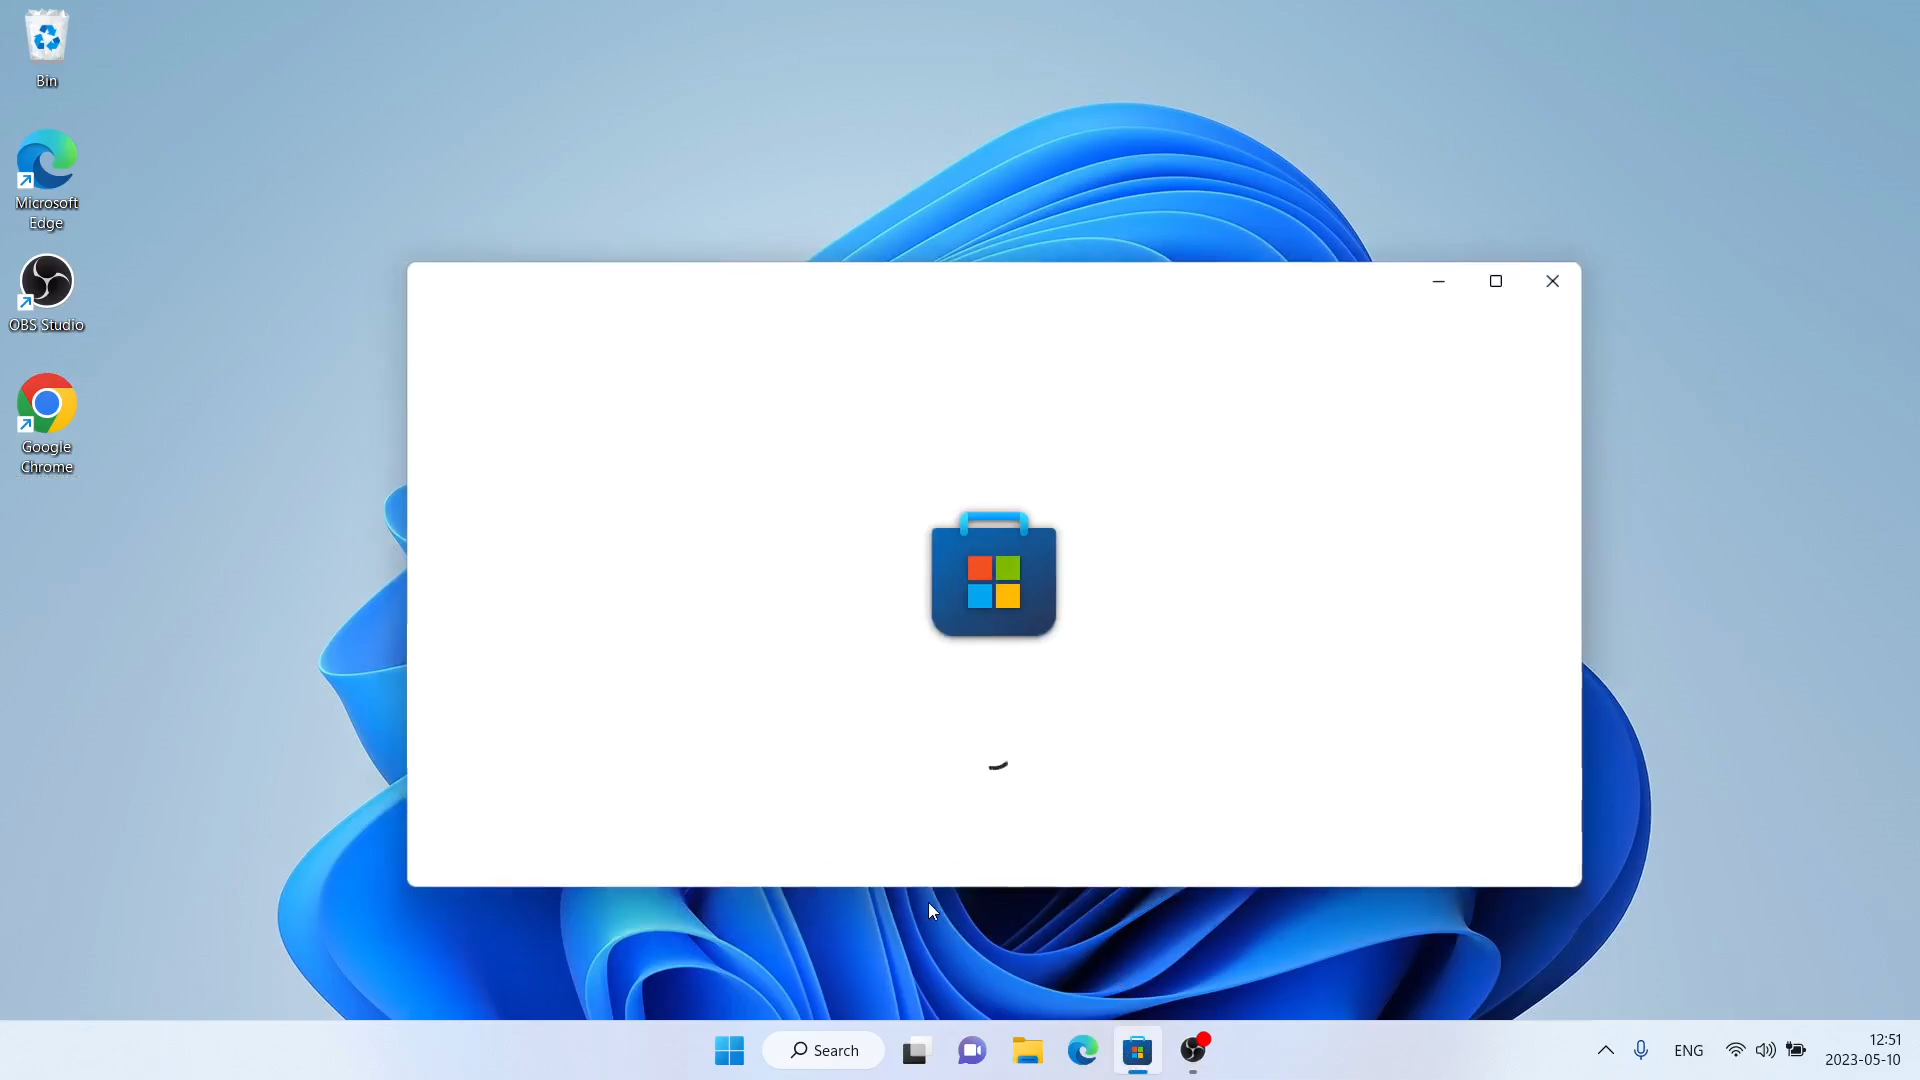 Bin
Microsoft
Edge
OBS Studio
Google
Chrome
Search
ENG
12:51
2023-05-10